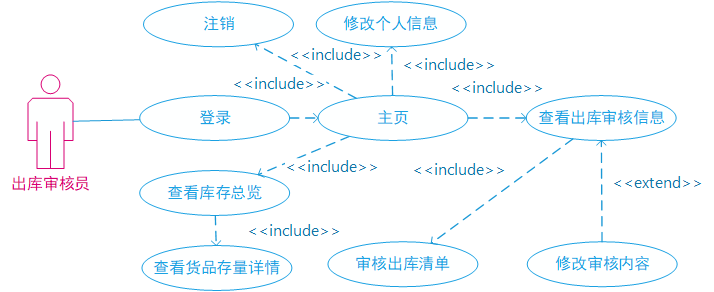 注销
修改个人信息
<<include>>
<<include>>
<<include>>
<<include>>
登录
主页
查看出库审核信息
出库审核员
<<include>>
<<include>>
<<extend>>
查看库存总览
<<include>>
查看货品存量详情
审核出库清单
修改审核内容